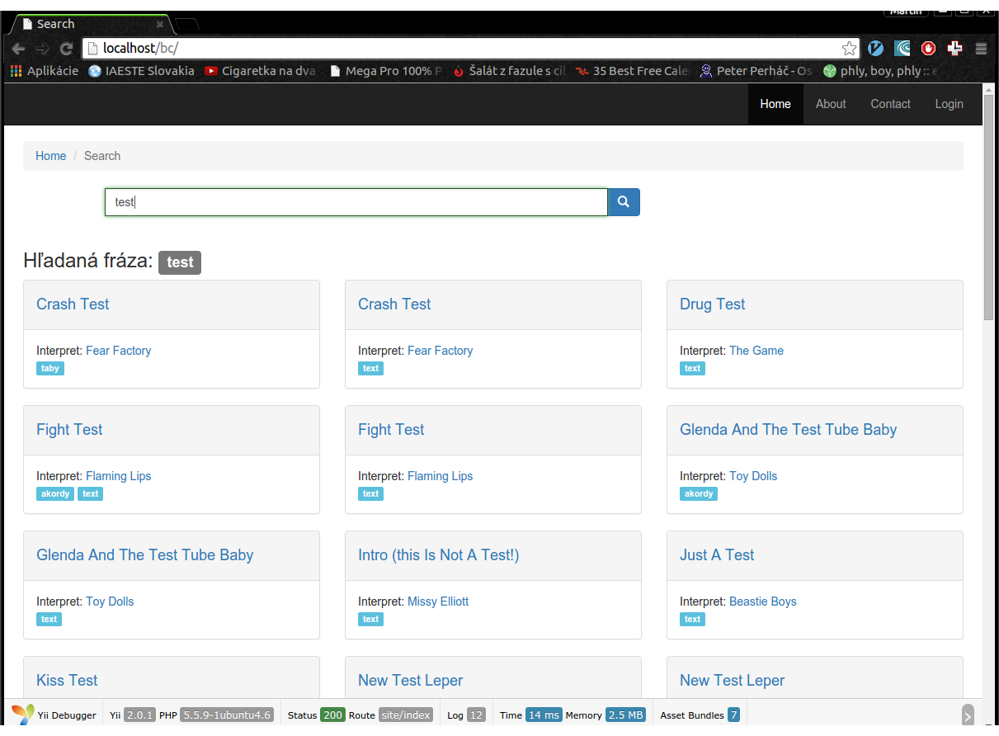 Martin
Search
localhost/bc/
Aplikácie IAESTE Slovakia Cigaretka na dva Mega Pro 100% P Šalát z fazule s cil 35 Best Free Cale Peter Perháč - Os phly, boy, phly :: e
Home About Contact Login
Home / Search
test
Hľadaná fráza: test
Crash Test Crash Test Drug Test
Interpret: Fear Factory Interpret: Fear Factory Interpret: The Game
taby text text
Fight Test Fight Test Glenda And The Test Tube Baby
Interpret: Flaming Lips Interpret: Flaming Lips Interpret: Toy Dolls
akordy text text akordy
Glenda And The Test Tube Baby Intro (this Is Not A Test!) Just A Test
Interpret: Toy Dolls Interpret: Missy Elliott Interpret: Beastie Boys
text text text
Kiss Test New Test Leper New Test Leper
Yii Debugger Yii 2.0.1 PHP 5.5.9-1ubuntu4.6 Status 200 Route site/index Log 12 Time 14 ms Memory 2.5 MB Asset Bundles 7